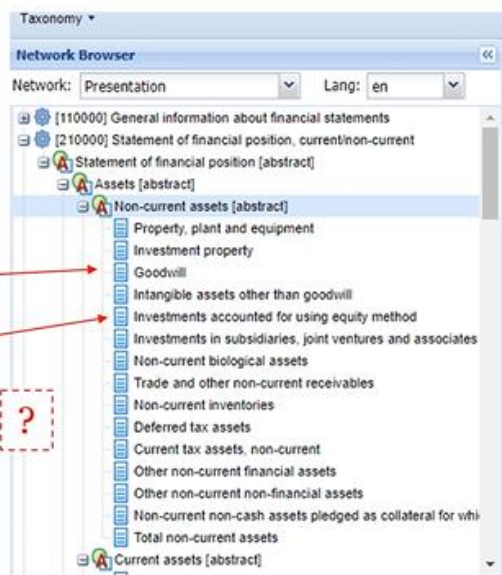 Taxonomy
Network Browser
Network: Presentation Lang: en
[110000] General information about financial statements
[210000] Statement of financial position, current/non-current
Statement of financial position [abstract]
Assets [abstract]
Non-current assets [abstract]
Property, plant and equipment
Investment property
Goodwill
Intangible assets other than goodwill
Investments accounted for using equity method
Investments in subsidiaries, joint ventures and associates
Non-current biological assets
Trade and other non-current receivables
Non-current inventories
?
Deferred tax assets
Current tax assets, non-current
Other non-current financial assets
Other non-current non-financial assets
Non-current non-cash assets pledged as collateral for whi
Total non-current assets
Current assets [abstract]